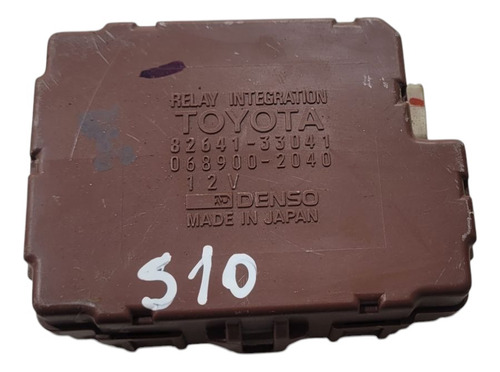 RELAY INTEGRATION
TOYOTA
82641-33041
068900-2040
12V
DENSO
MADE IN JAPAN
S10